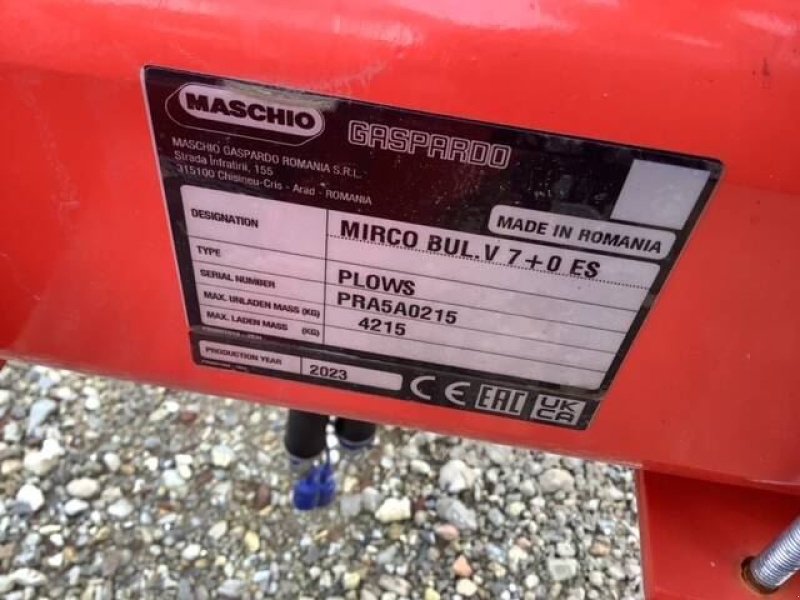 MASCHIO
GASPARDO
MASCHIO GASPARDO ROMANIA S.R.L.
Strada Infratirii, 155
315100 Chisineu-Cris - Arad - ROMANIA
MADE IN ROMANIA
DESIGNATION MIRCO BUL.V 7+0 ES
TYPE PLOWS
SERIAL NUMBER PRA5A0215
MAX. UNLADEN MASS (KG) 4215
MAX. LADEN MASS (KG)
PRODUCTION YEAR 2023
CE EAC UKCA